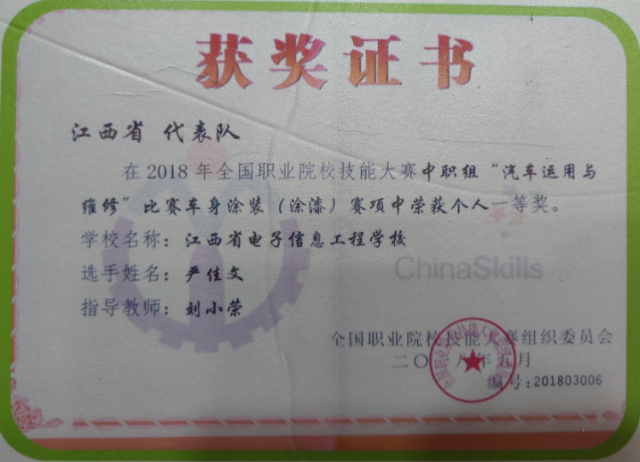 获奖证书
江西省 代表队
在2018年全国职业院校技能大赛中职组“汽车运用与
维修”比赛车身涂装（涂漆）赛项中荣获个人一等奖。
学校名称：江西省电子信息工程学校
选手姓名：严佳文
指导教师：刘小荣
ChinaSkills
全国职业院校技能大赛组织委员会
二〇一八年五月
编号:201803006